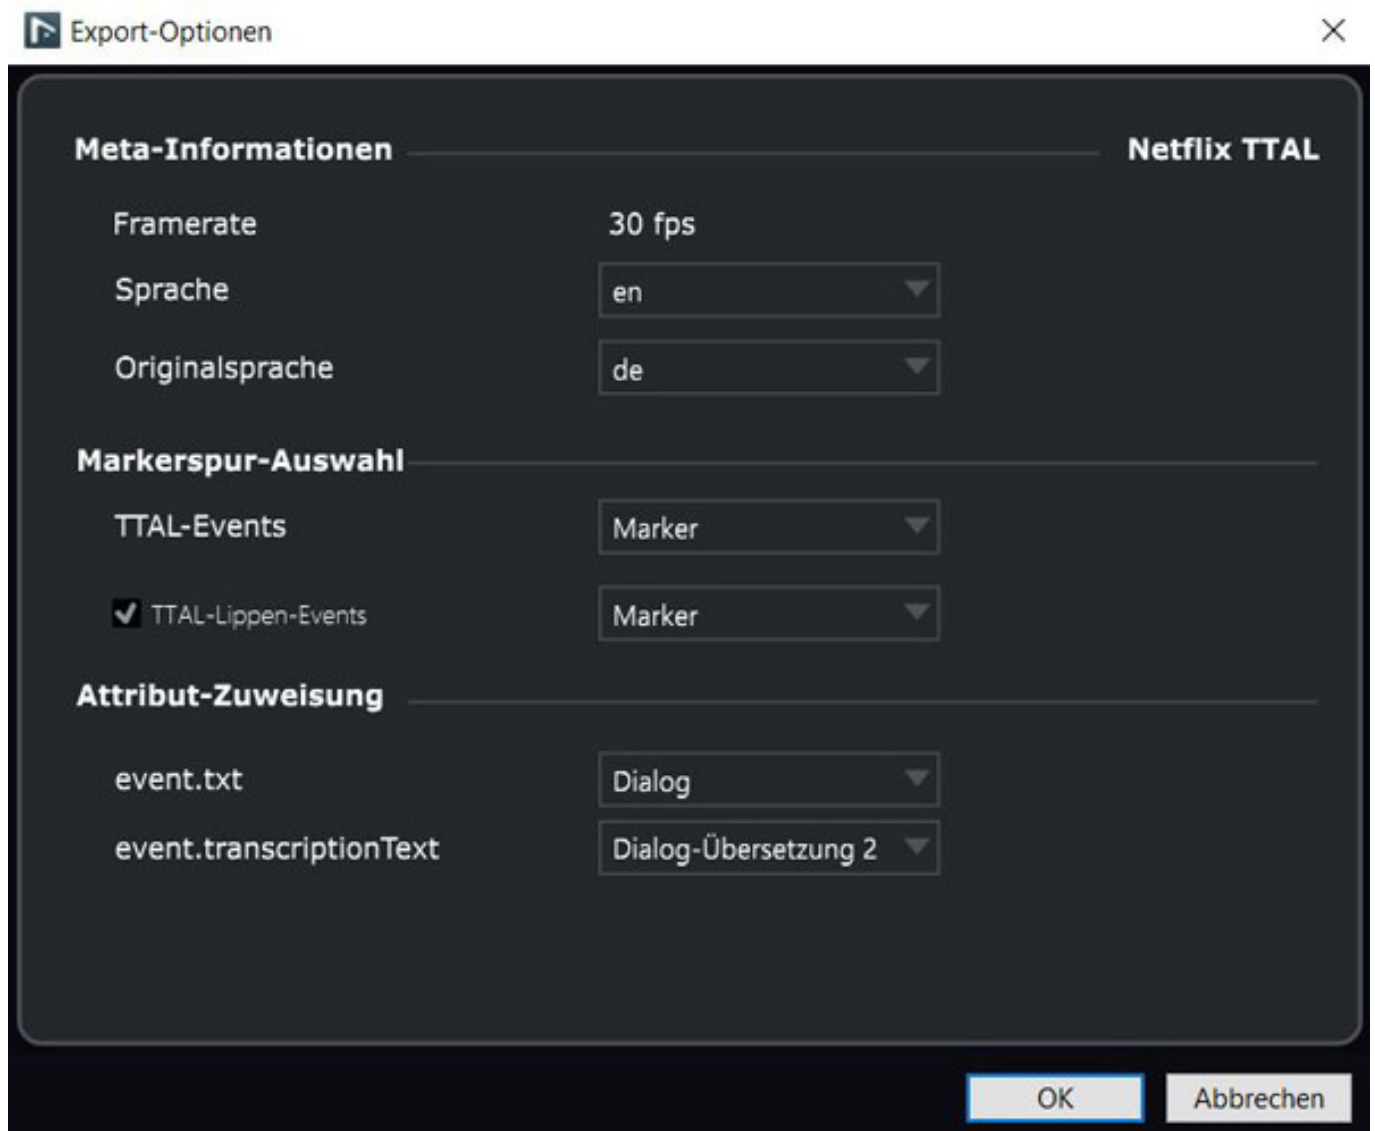 Export-Optionen
Meta-Informationen Netflix TTAL
Framerate 30 fps
Sprache en
Originalsprache de
Markerspur-Auswahl
TTAL-Events Marker
TTAL-Lippen-Events Marker
Attribut-Zuweisung
event.txt Dialog
event.transcriptionText Dialog-Übersetzung 2
OK Abbrechen